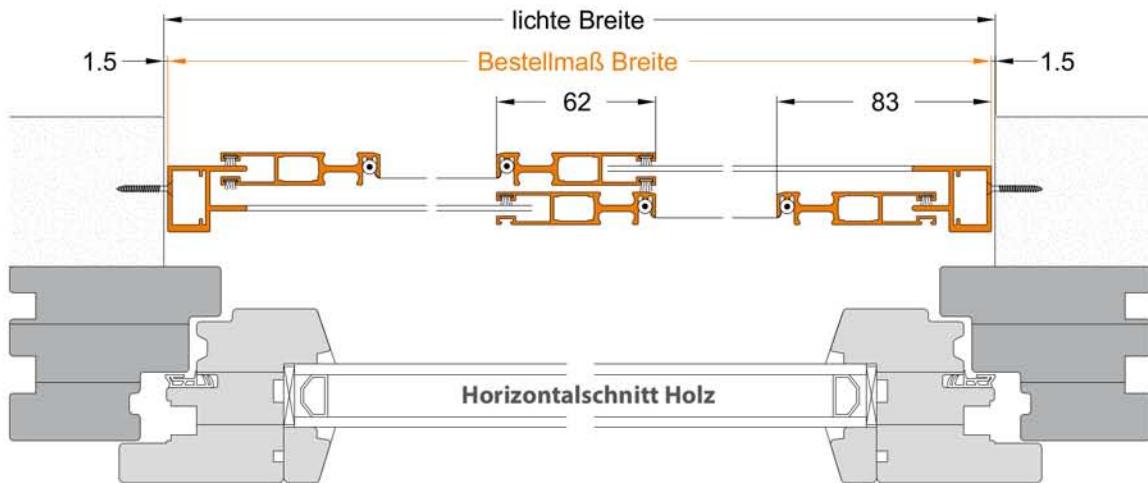 lichte Breite
1.5
Bestellmaß Breite
1.5
62
83
Horizontalschnitt Holz